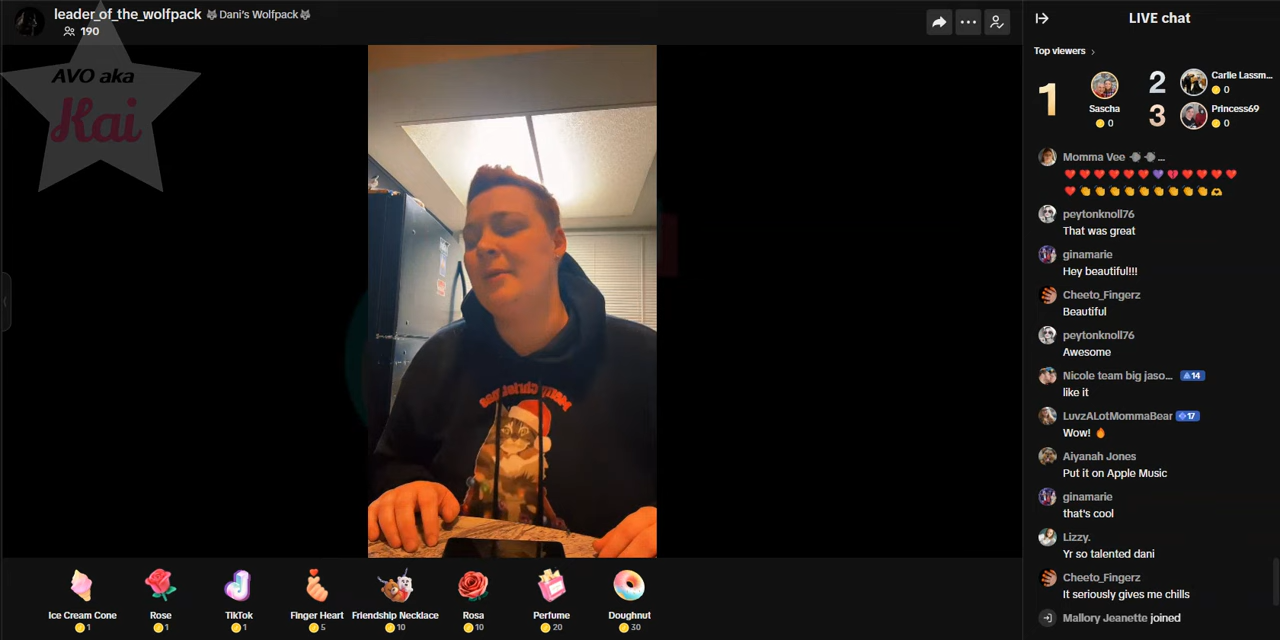 leader_of_the_wolfpack 🐺Dani's Wolfpack🐺
190
AVO aka
Kai
LIVE chat
Top viewers >
1
Sascha
0
2
Carlie Lassm...
0
3
Princess69
0
Momma Vee 🗣️🗣️...
❤️❤️❤️❤️❤️❤️💜💔❤️❤️❤️❤️
❤️👏👏👏👏👏👏👏👏👏🫶
peytonknoll76
That was great
ginamarie
Hey beautiful!!!
Cheeto_Fingerz
Beautiful
peytonknoll76
Awesome
Nicole team big jaso... 14
like it
LuvzALotMommaBear 17
Wow! 🔥
Aiyanah Jones
Put it on Apple Music
ginamarie
that's cool
Lizzy.
Yr so talented dani
Cheeto_Fingerz
It seriously gives me chills
Mallory Jeanette joined
Ice Cream Cone
1
Rose
1
TikTok
1
Finger Heart
5
Friendship Necklace
10
Rosa
10
Perfume
20
Doughnut
30